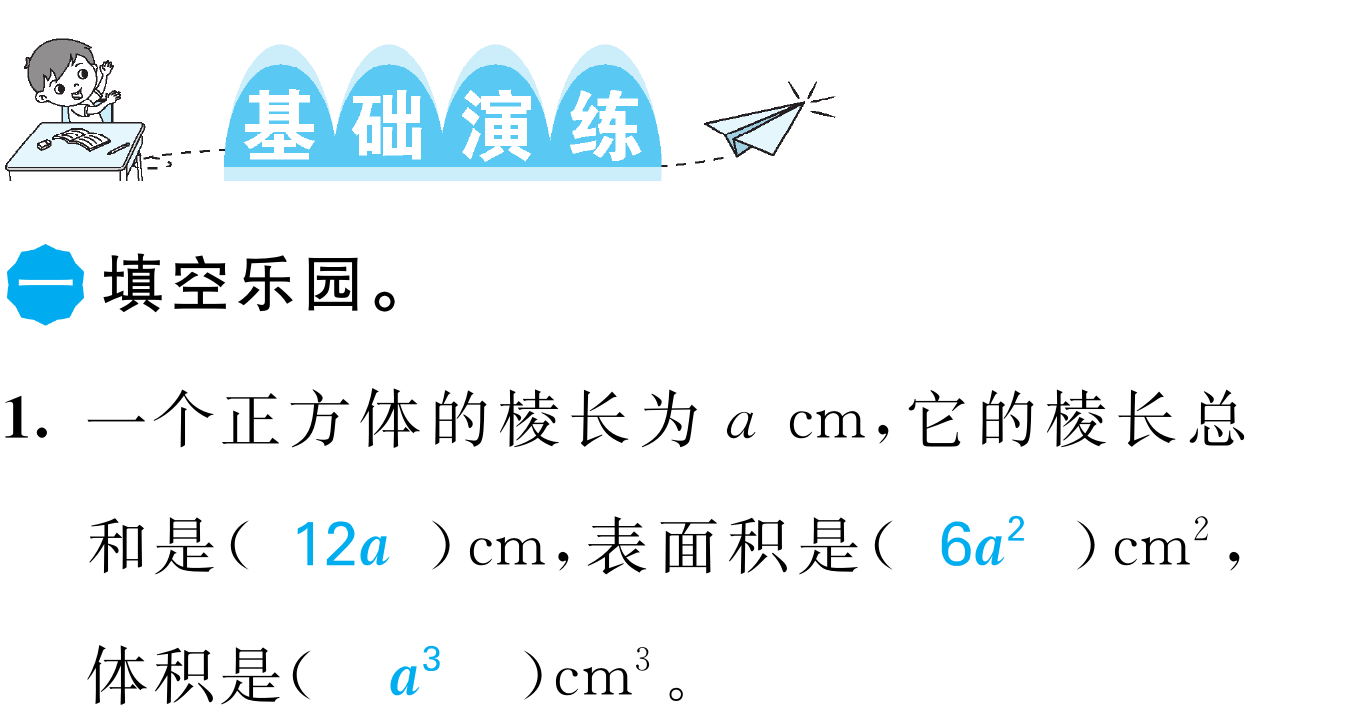 基础演练
一 填空乐园。
1. 一个正方体的棱长为 a cm,它的棱长总
和是( 12a )cm,表面积是( 6a² )cm²,
体积是( a³ )cm³。